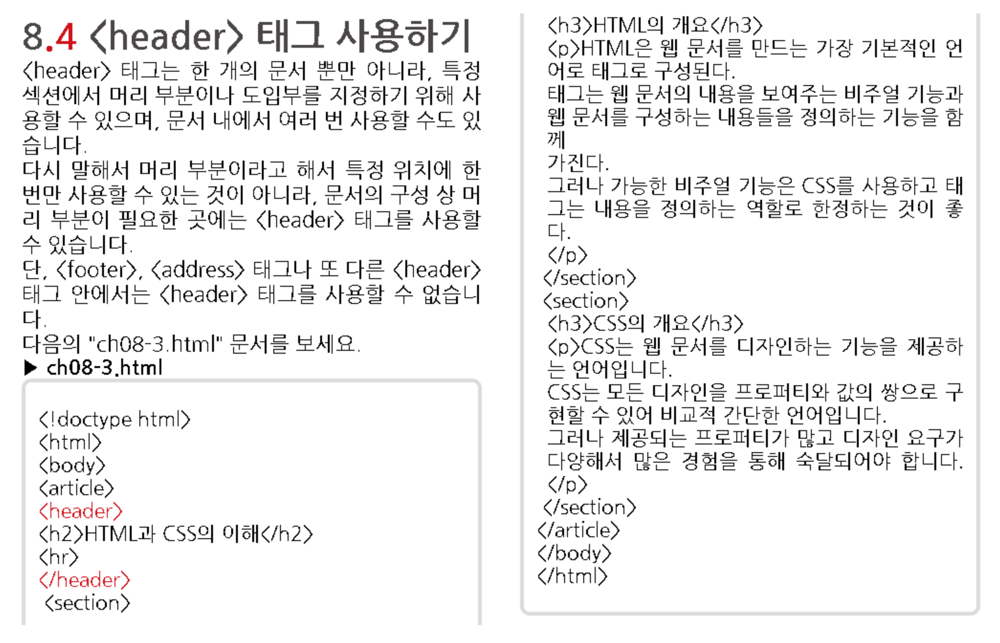 8.4 <header> 태그 사용하기
<header> 태그는 한 개의 문서 뿐만 아니라, 특정
섹션에서 머리 부분이나 도입부를 지정하기 위해 사
용할 수 있으며, 문서 내에서 여러 번 사용할 수도 있
습니다.
다시 말해서 머리 부분이라고 해서 특정 위치에 한
번만 사용할 수 있는 것이 아니라, 문서의 구성 상 머
리 부분이 필요한 곳에는 <header> 태그를 사용할
수 있습니다.
단, <footer>, <address> 태그나 또 다른 <header>
태그 안에서는 <header> 태그를 사용할 수 없습니
다.
다음의 "ch08-3.html" 문서를 보세요.
▶ ch08-3.html
<!doctype html>
<html>
<body>
<article>
<header>
<h2>HTML과 CSS의 이해</h2>
<hr>
</header>
<section>
<h3>HTML의 개요</h3>
<p>HTML은 웹 문서를 만드는 가장 기본적인 언
어로 태그로 구성된다.
태그는 웹 문서의 내용을 보여주는 비주얼 기능과
웹 문서를 구성하는 내용들을 정의하는 기능을 함
께
가진다.
그러나 가능한 비주얼 기능은 CSS를 사용하고 태
그는 내용을 정의하는 역할로 한정하는 것이 좋
다.
</p>
</section>
<section>
<h3>CSS의 개요</h3>
<p>CSS는 웹 문서를 디자인하는 기능을 제공하
는 언어입니다.
CSS는 모든 디자인을 프로퍼티와 값의 쌍으로 구
현할 수 있어 비교적 간단한 언어입니다.
그러나 제공되는 프로퍼티가 많고 디자인 요구가
다양해서 많은 경험을 통해 숙달되어야 합니다.
</p>
</section>
</article>
</body>
</html>